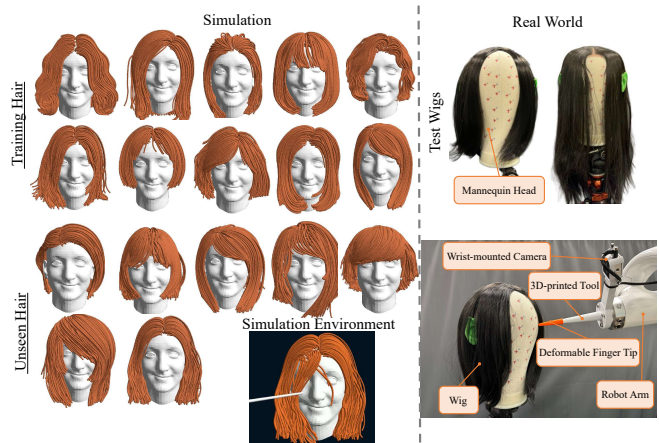 Simulation
Real World
Training Hair
Test Wigs
Mannequin Head
Unseen Hair
Simulation Environment
Wrist-mounted Camera
3D-printed Tool
Deformable Finger Tip
Wig
Robot Arm